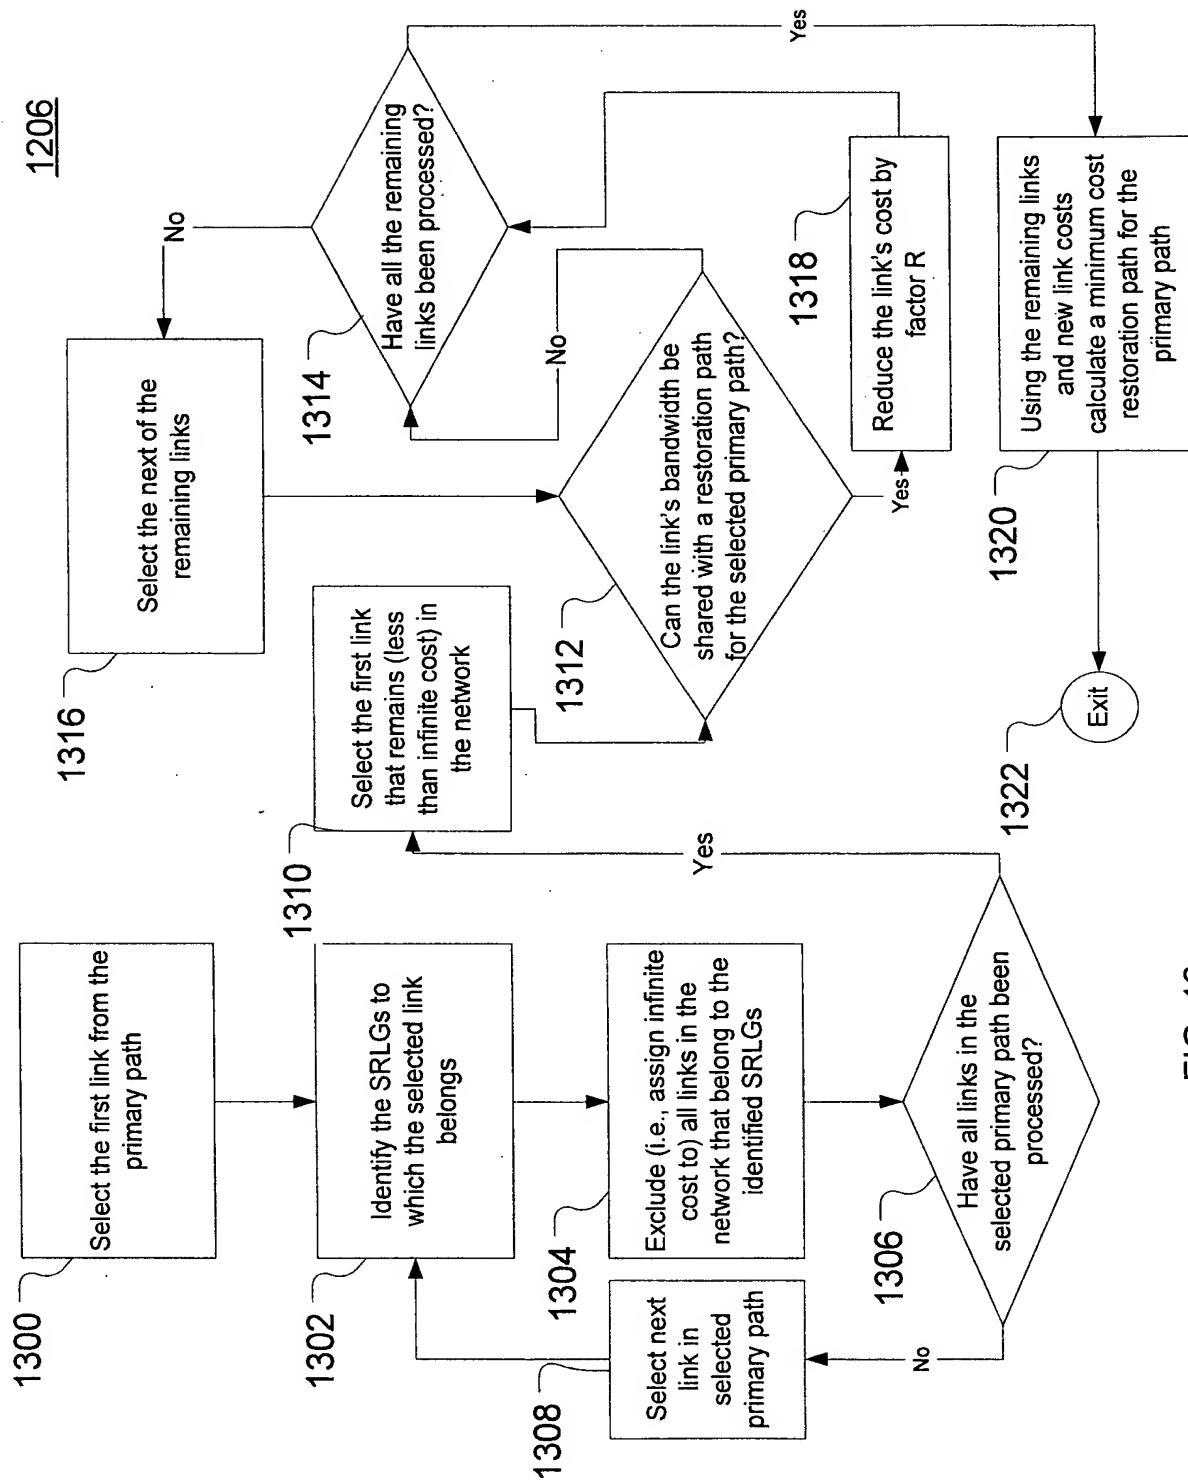 1206
1300
Select the first link from the
primary path
1302
Identify the SRLGs to
which the selected link
belongs
1304
Exclude (i.e., assign infinite
cost to) all links in the
network that belong to the
identified SRLGs
1306
Have all links in the
selected primary path been
processed?
No
1308
Select next
link in
selected
primary path
Yes
1310
Select the first link
that remains (less
than infinite cost) in
the network
1312
Can the link's bandwidth be
shared with a restoration path
for the selected primary path?
No
Yes
1314
Have all the remaining
links been processed?
No
Yes
1316
Select the next of the
remaining links
1318
Reduce the link's cost by
factor R
1320
Using the remaining links
and new link costs
calculate a minimum cost
restoration path for the
primary path
1322
Exit